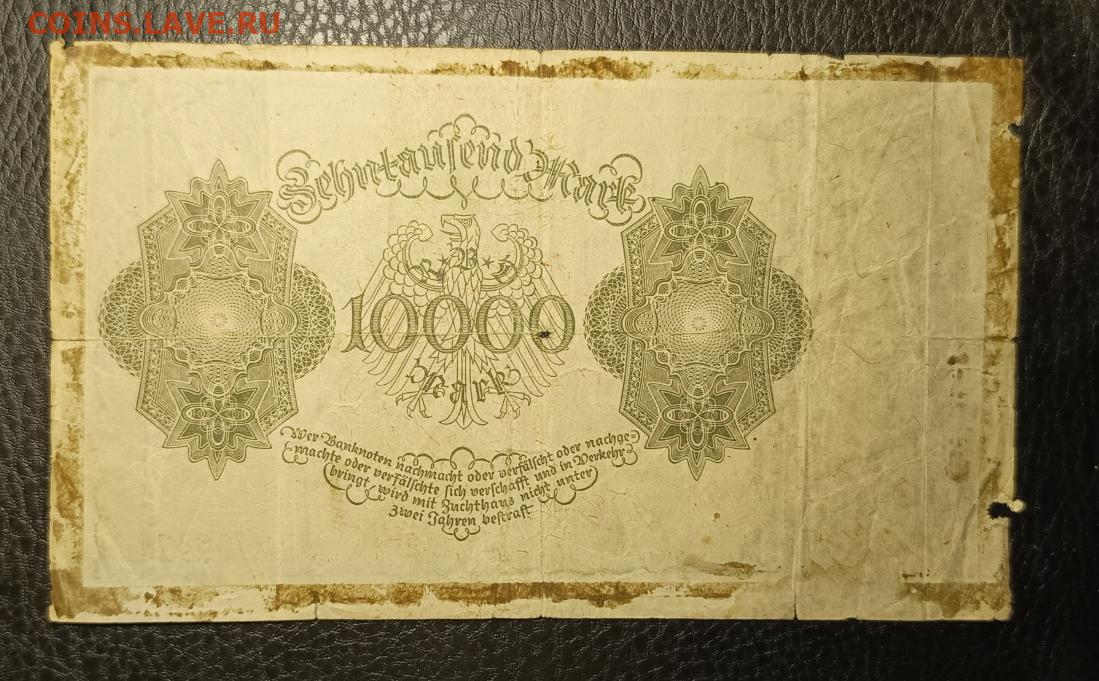 COINS.LAVE.RU
Zehntausend Mark
R·B·D
10000
Mark
Wer Banknoten nachmacht oder verfälscht oder nachge=
machte oder verfälschte sich verschafft und in Verkehr
bringt, wird mit Zuchthaus nicht unter
zwei Jahren bestraft